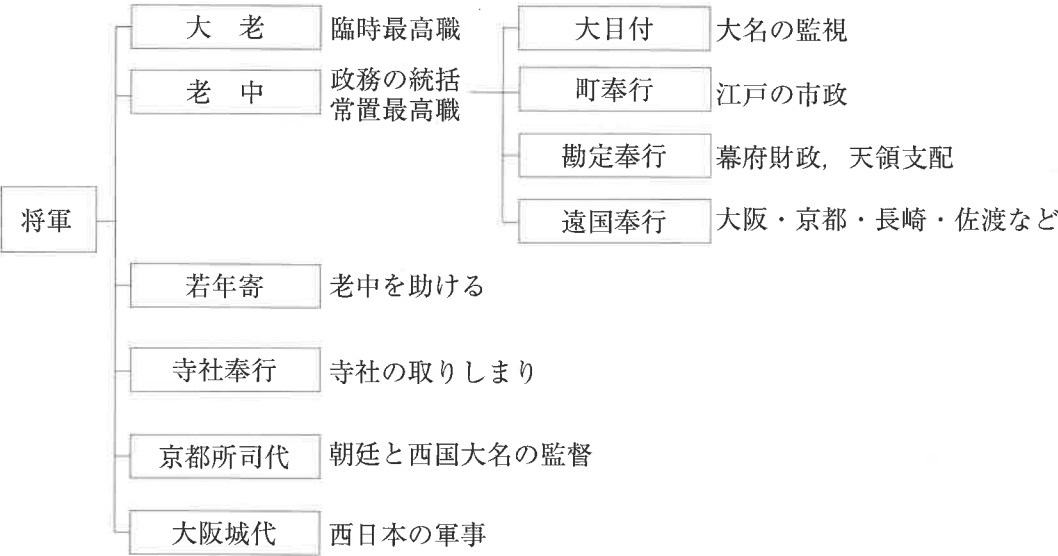 将軍
大老
臨時最高職
老中
政務の統括
常置最高職
大目付
大名の監視
町奉行
江戸の市政
勘定奉行
幕府財政，天領支配
遠国奉行
大阪・京都・長崎・佐渡など
若年寄
老中を助ける
寺社奉行
寺社の取りしまり
京都所司代
朝廷と西国大名の監督
大阪城代
西日本の軍事